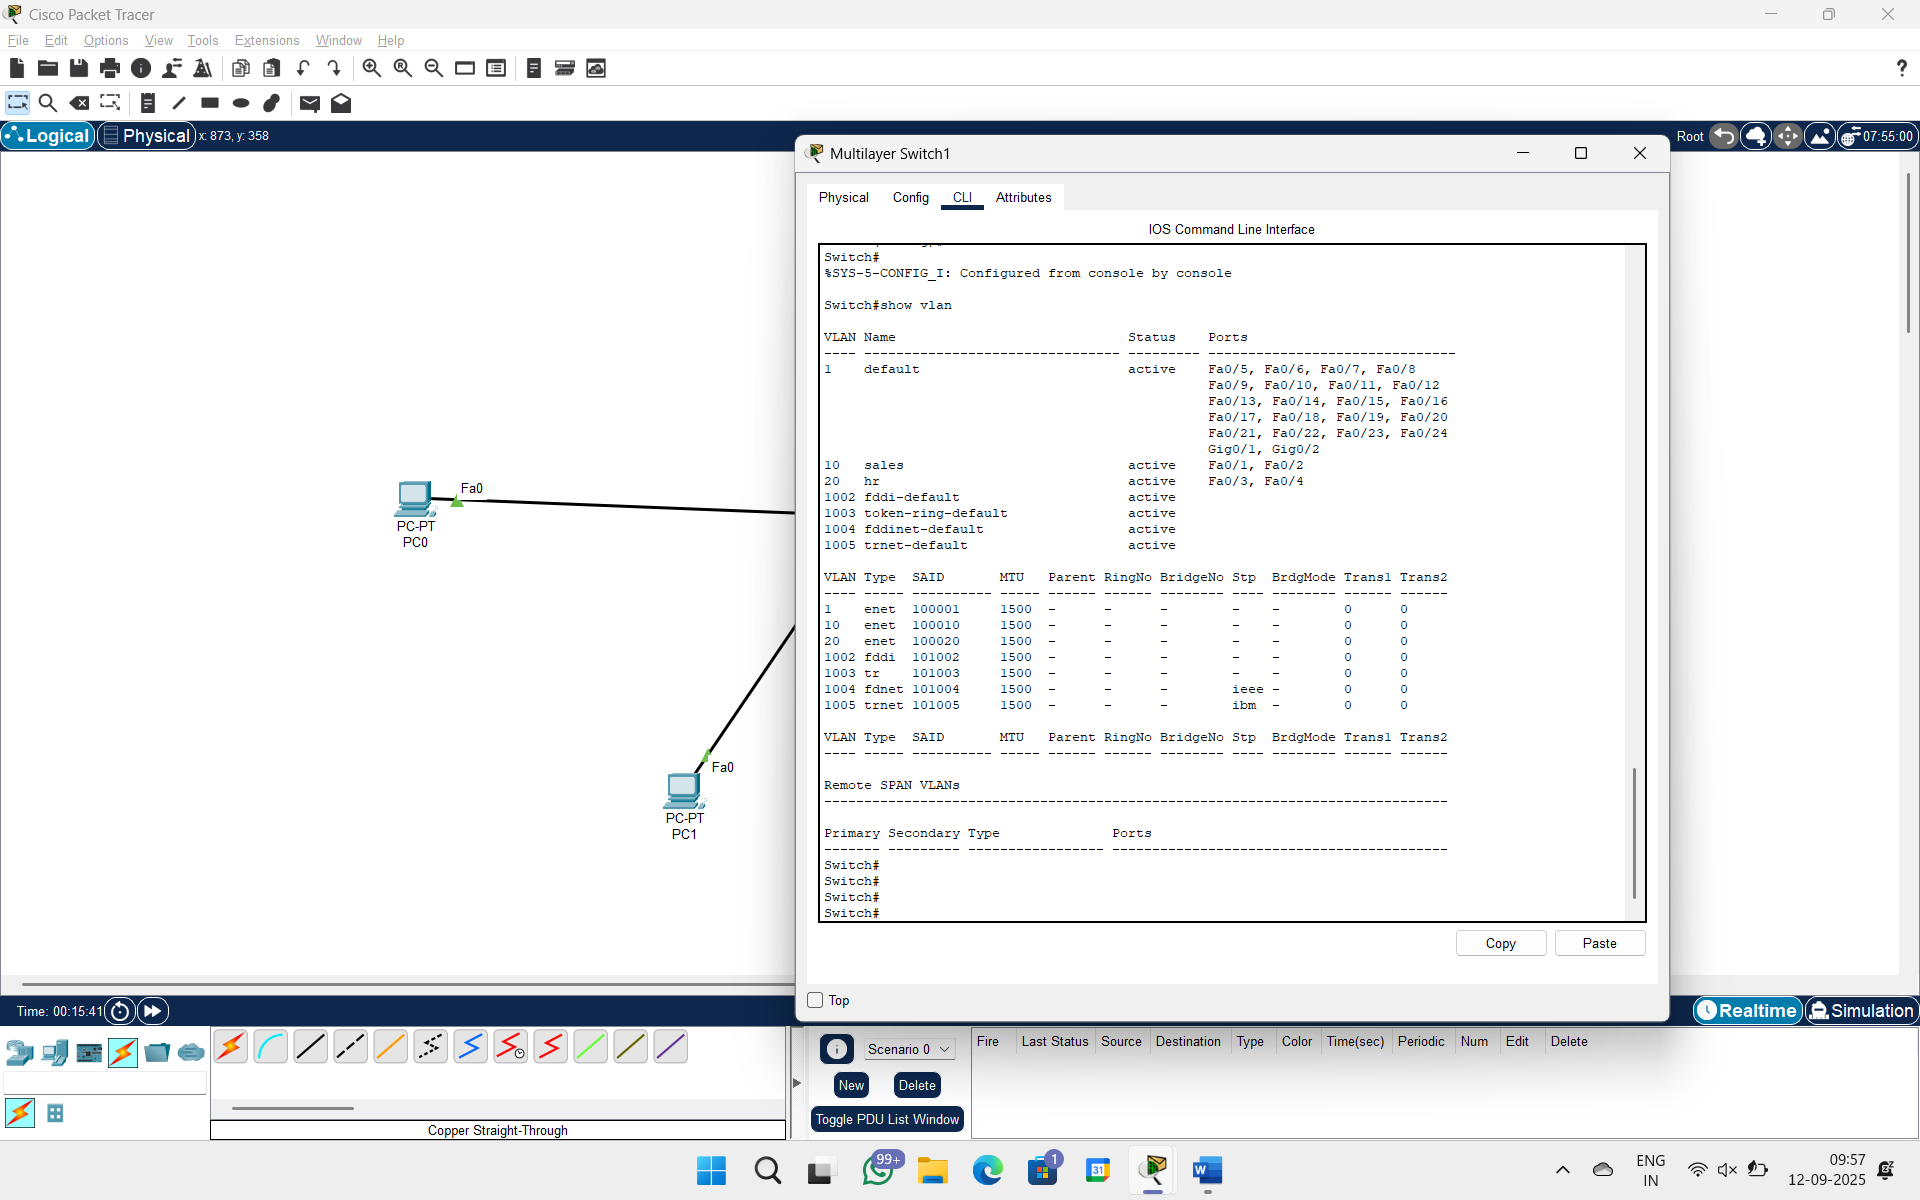 Cisco Packet Tracer
File Edit Options View Tools Extensions Window Help
?
Logical Physical x: 873, y: 358
Root 07:55:00
Multilayer Switch1
Physical Config CLI Attributes
IOS Command Line Interface
Switch#
%SYS-5-CONFIG_I: Configured from console by console
Switch#show vlan
VLAN Name Status Ports
---- -------------------------------- --------- -------------------------------
1 default active Fa0/5, Fa0/6, Fa0/7, Fa0/8
Fa0/9, Fa0/10, Fa0/11, Fa0/12
Fa0/13, Fa0/14, Fa0/15, Fa0/16
Fa0/17, Fa0/18, Fa0/19, Fa0/20
Fa0/21, Fa0/22, Fa0/23, Fa0/24
Gig0/1, Gig0/2
10 sales active Fa0/1, Fa0/2
20 hr active Fa0/3, Fa0/4
1002 fddi-default active
1003 token-ring-default active
1004 fddinet-default active
1005 trnet-default active
VLAN Type SAID MTU Parent RingNo BridgeNo Stp BrdgMode Trans1 Trans2
---- ----- ---------- ----- ------ ------ -------- ---- -------- ------ ------
1 enet 100001 1500 - - - - - 0 0
10 enet 100010 1500 - - - - - 0 0
20 enet 100020 1500 - - - - - 0 0
1002 fddi 101002 1500 - - - - - 0 0
1003 tr 101003 1500 - - - - - 0 0
1004 fdnet 101004 1500 - - - ieee - 0 0
1005 trnet 101005 1500 - - - ibm - 0 0
VLAN Type SAID MTU Parent RingNo BridgeNo Stp BrdgMode Trans1 Trans2
---- ----- ---------- ----- ------ ------ -------- ---- -------- ------ ------
Remote SPAN VLANs
------------------------------------------------------------------------------
Primary Secondary Type Ports
------- --------- ----------------- ------------------------------------------
Switch#
Switch#
Switch#
Switch#
Copy Paste
Top
Fa0
PC-PT
PC0
Fa0
PC-PT
PC1
Time: 00:15:41
Realtime Simulation
Scenario 0
New Delete
Toggle PDU List Window
Fire Last Status Source Destination Type Color Time(sec) Periodic Num Edit Delete
Copper Straight-Through
99+
1
31
ENG
IN
09:57
12-09-2025